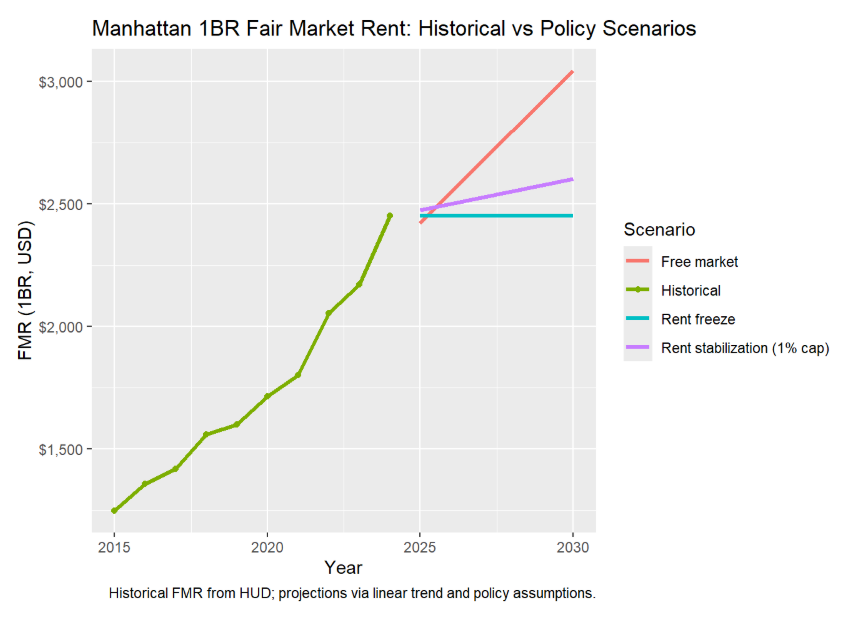 Manhattan 1BR Fair Market Rent: Historical vs Policy Scenarios
$3,000
$2,500
$2,000
$1,500
FMR (1BR, USD)
2015
2020
2025
2030
Year
Scenario
Free market
Historical
Rent freeze
Rent stabilization (1% cap)
Historical FMR from HUD; projections via linear trend and policy assumptions.